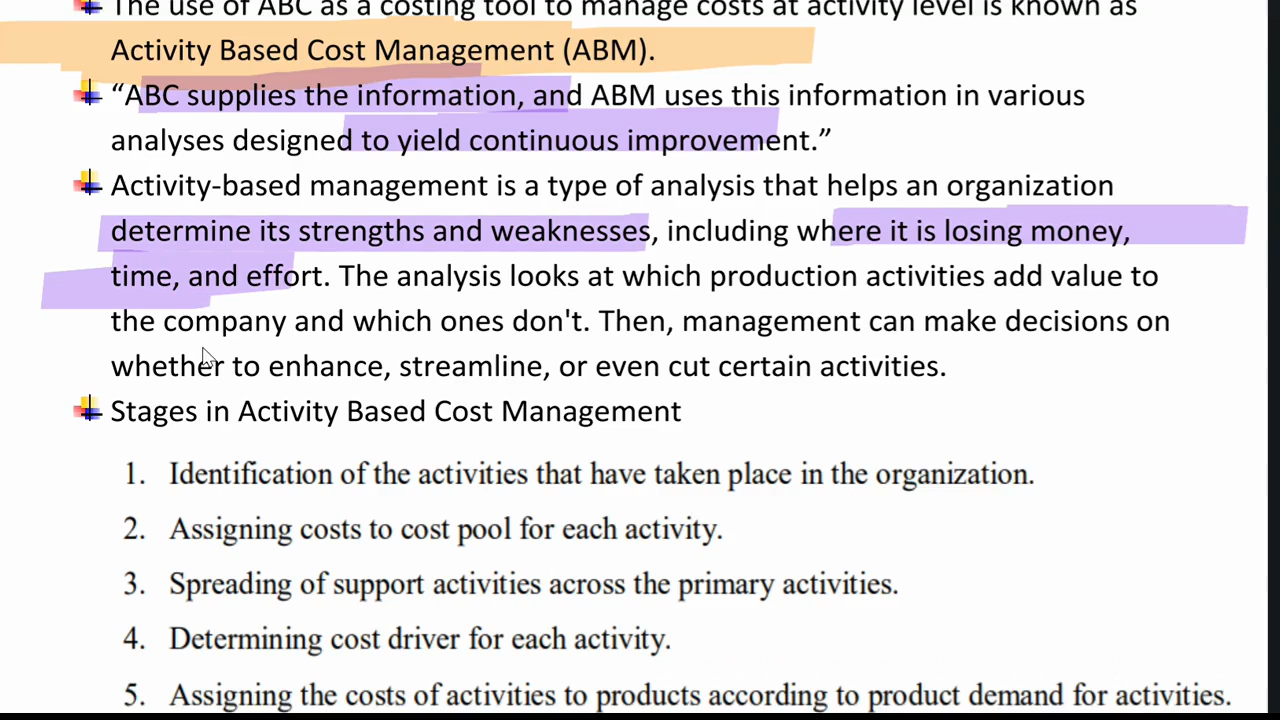 The use of ABC as a costing tool to manage costs at activity level is known as
Activity Based Cost Management (ABM).
“ABC supplies the information, and ABM uses this information in various
analyses designed to yield continuous improvement.”
Activity-based management is a type of analysis that helps an organization
determine its strengths and weaknesses, including where it is losing money,
time, and effort. The analysis looks at which production activities add value to
the company and which ones don't. Then, management can make decisions on
whether to enhance, streamline, or even cut certain activities.
Stages in Activity Based Cost Management
1. Identification of the activities that have taken place in the organization.
2. Assigning costs to cost pool for each activity.
3. Spreading of support activities across the primary activities.
4. Determining cost driver for each activity.
5. Assigning the costs of activities to products according to product demand for activities.